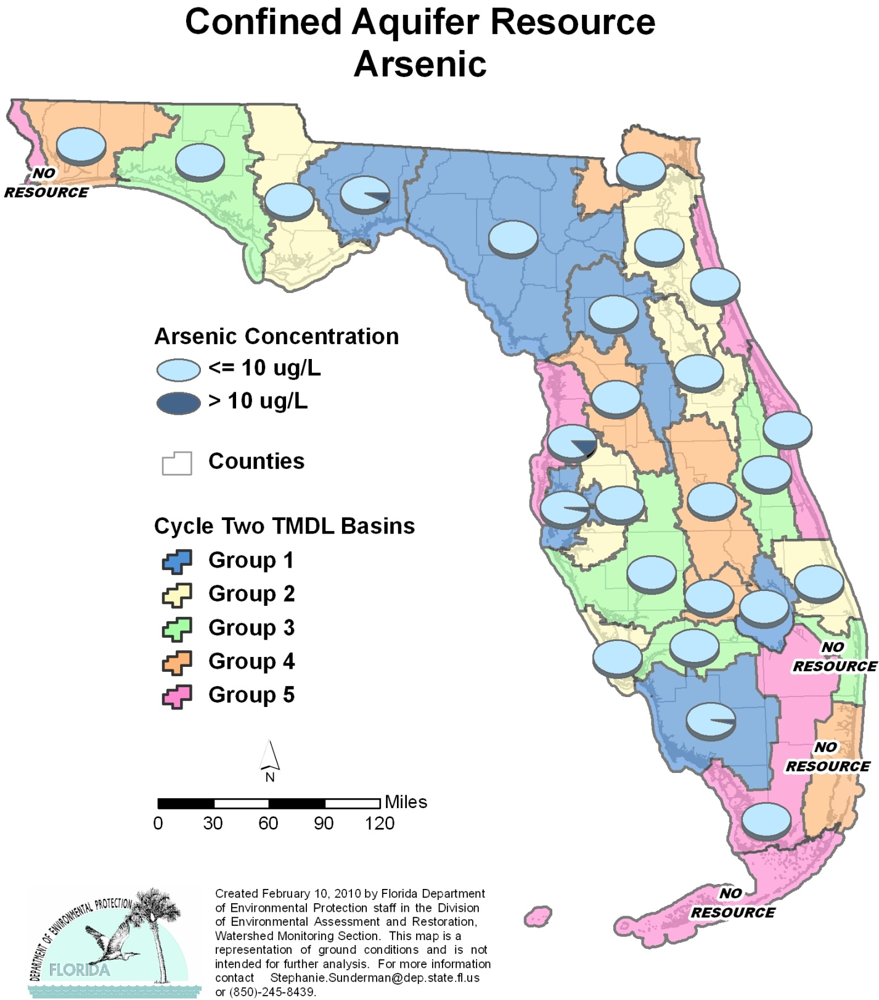 Confined Aquifer Resource
Arsenic
NO
RESOURCE
Arsenic Concentration
<= 10 ug/L
> 10 ug/L
Counties
Cycle Two TMDL Basins
Group 1
Group 2
Group 3
Group 4
Group 5
NO
RESOURCE
NO
RESOURCE
NO
RESOURCE
N
Miles
0 30 60 90 120
DEPARTMENT OF ENVIRONMENTAL PROTECTION
FLORIDA
Created February 10, 2010 by Florida Department
of Environmental Protection staff in the Division
of Environmental Assessment and Restoration,
Watershed Monitoring Section. This map is a
representation of ground conditions and is not
intended for further analysis. For more information
contact Stephanie.Sunderman@dep.state.fl.us
or (850)-245-8439.